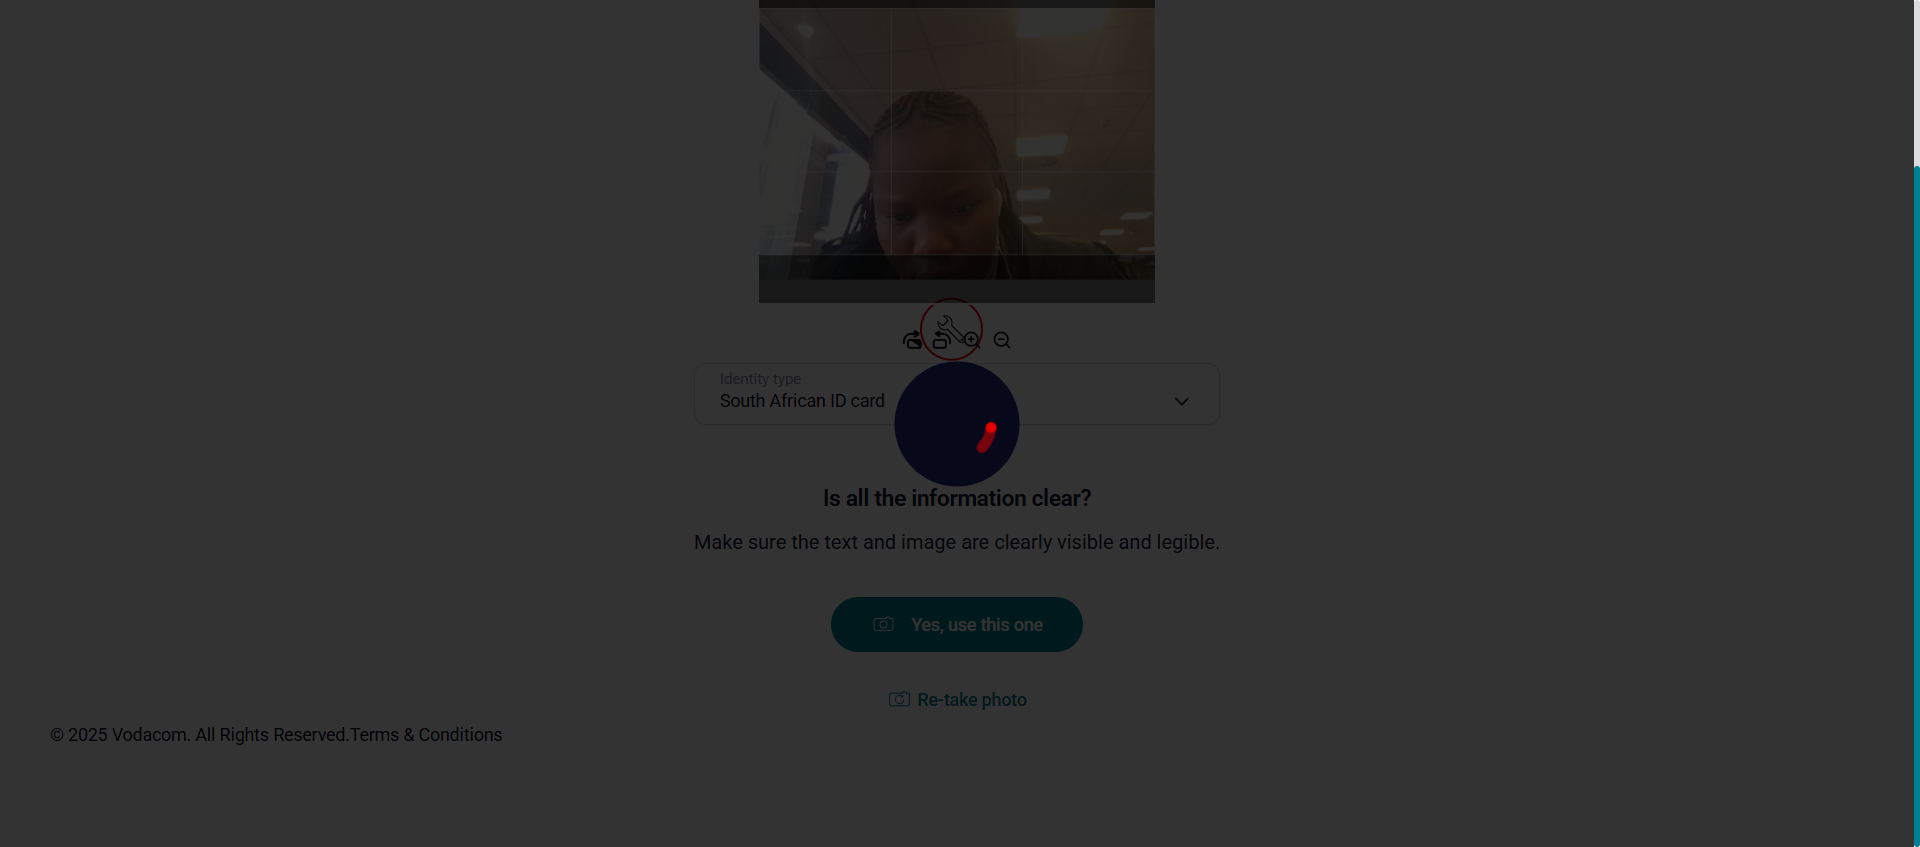 Identity type
South African ID card
Is all the information clear?
Make sure the text and image are clearly visible and legible.
Yes, use this one
Re-take photo
© 2025 Vodacom. All Rights Reserved.Terms & Conditions